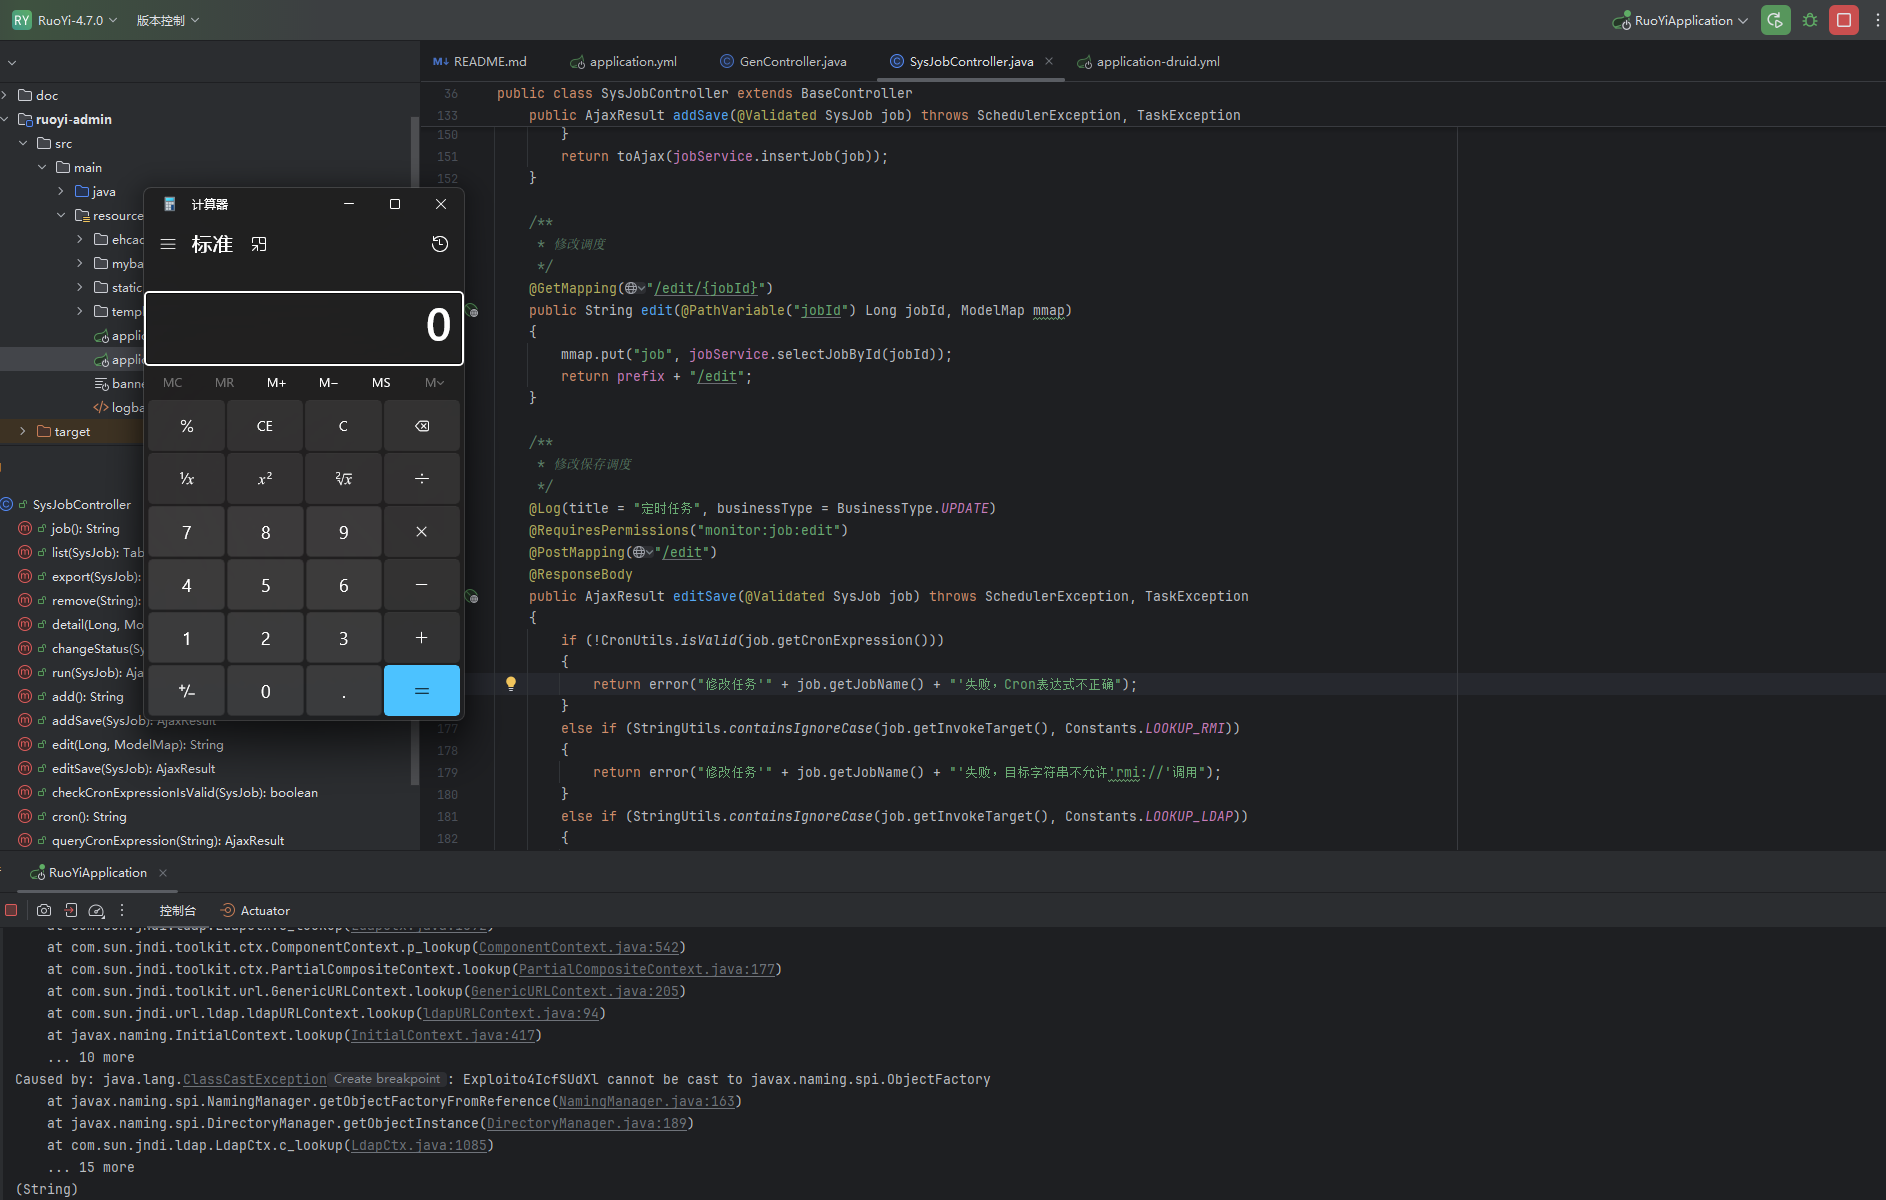 RY RuoYi-4.7.0 版本控制 RuoYiApplication
README.md application.yml GenController.java SysJobController.java application-druid.yml
doc
ruoyi-admin
src
main
java
resource
ehcac
myba
static
templ
appli
appli
banne
logba
target
SysJobController
job(): String
list(SysJob): Tab
export(SysJob):
remove(String):
detail(Long, Mo
changeStatus(Sy
run(SysJob): Aja
add(): String
addSave(SysJob): AjaxResult
edit(Long, ModelMap): String
editSave(SysJob): AjaxResult
checkCronExpressionIsValid(SysJob): boolean
cron(): String
queryCronExpression(String): AjaxResult
计算器
标准
0
MC MR M+ M− MS M
% CE C
¹/x x² ²√x ÷
7 8 9 ×
4 5 6 −
1 2 3 +
+/− 0 . =
36 public class SysJobController extends BaseController
133 public AjaxResult addSave(@Validated SysJob job) throws SchedulerException, TaskException
150 }
151 return toAjax(jobService.insertJob(job));
152 }
/**
* 修改调度
*/
@GetMapping("/edit/{jobId}")
public String edit(@PathVariable("jobId") Long jobId, ModelMap mmap)
{
mmap.put("job", jobService.selectJobById(jobId));
return prefix + "/edit";
}
/**
* 修改保存调度
*/
@Log(title = "定时任务", businessType = BusinessType.UPDATE)
@RequiresPermissions("monitor:job:edit")
@PostMapping("/edit")
@ResponseBody
public AjaxResult editSave(@Validated SysJob job) throws SchedulerException, TaskException
{
if (!CronUtils.isValid(job.getCronExpression()))
{
return error("修改任务'" + job.getJobName() + "'失败，Cron表达式不正确");
}
177 else if (StringUtils.containsIgnoreCase(job.getInvokeTarget(), Constants.LOOKUP_RMI))
178 {
179 return error("修改任务'" + job.getJobName() + "'失败，目标字符串不允许'rmi://'调用");
180 }
181 else if (StringUtils.containsIgnoreCase(job.getInvokeTarget(), Constants.LOOKUP_LDAP))
182 {
RuoYiApplication
控制台 Actuator
at com.sun.jndi.toolkit.ctx.ComponentContext.p_lookup(ComponentContext.java:542)
at com.sun.jndi.toolkit.ctx.PartialCompositeContext.lookup(PartialCompositeContext.java:177)
at com.sun.jndi.toolkit.url.GenericURLContext.lookup(GenericURLContext.java:205)
at com.sun.jndi.url.ldap.ldapURLContext.lookup(ldapURLContext.java:94)
at javax.naming.InitialContext.lookup(InitialContext.java:417)
... 10 more
Caused by: java.lang.ClassCastException Create breakpoint : Exploito4IcfSUdXl cannot be cast to javax.naming.spi.ObjectFactory
at javax.naming.spi.NamingManager.getObjectFactoryFromReference(NamingManager.java:163)
at javax.naming.spi.DirectoryManager.getObjectInstance(DirectoryManager.java:189)
at com.sun.jndi.ldap.LdapCtx.c_lookup(LdapCtx.java:1085)
... 15 more
(String)